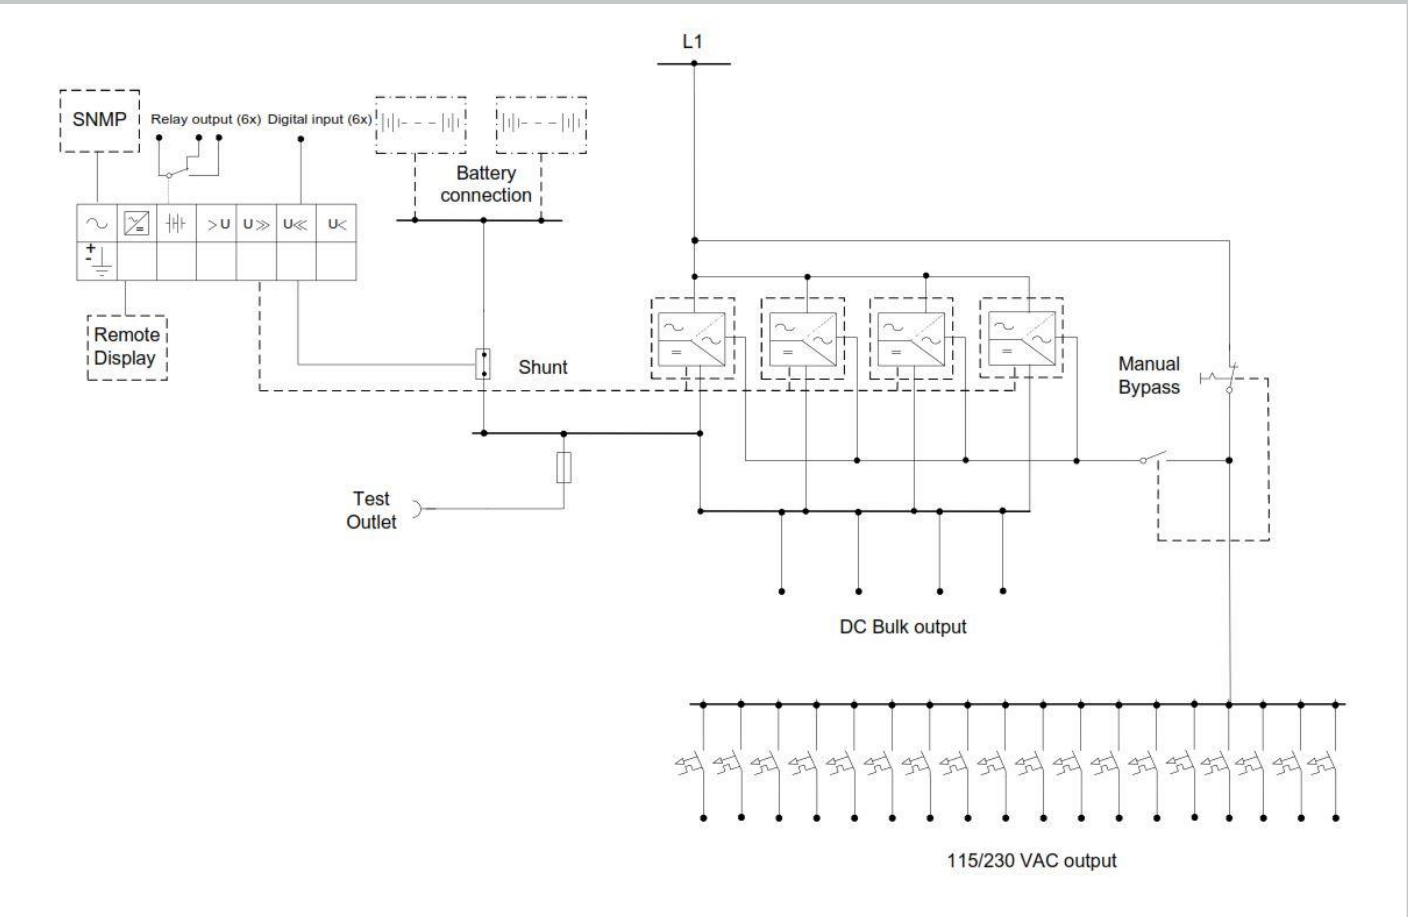 L1
SNMP
Relay output (6x)
Digital input (6x)
Battery
connection
>U
U>>
U<<
U<
+
-
Remote
Display
Shunt
Manual
Bypass
Test
Outlet
DC Bulk output
115/230 VAC output